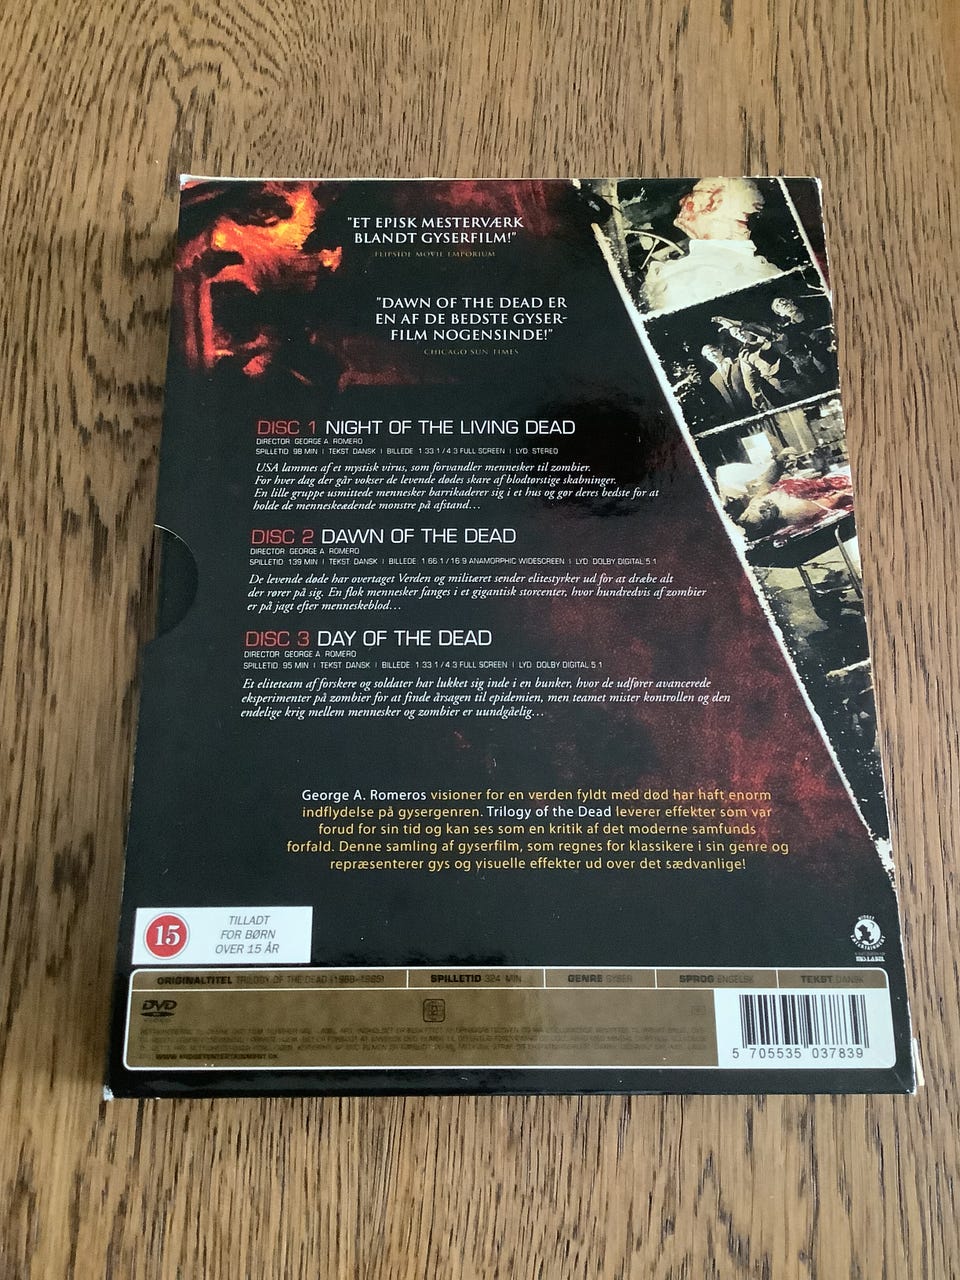 "ET EPISK MESTERVÆRK
BLANDT GYSERFILM!"
FLIPSIDE MOVIE EMPORIUM
"DAWN OF THE DEAD ER
EN AF DE BEDSTE GYSER-
FILM NOGENSINDE!"
CHICAGO SUN TIMES
DISC 1 NIGHT OF THE LIVING DEAD
DIRECTOR GEORGE A. ROMERO
SPILLETID 98 MIN | TEKST DANSK | BILLEDE 1.33:1 / 4:3 FULL SCREEN | LYD STEREO
USA lammes af et mystisk virus, som forvandler mennesker til zombier.
For hver dag der går vokser de levende dødes skare af blodtørstige skabninger.
En lille gruppe usmittede mennesker barrikaderer sig i et hus og gør deres bedste for at
holde de menneskeædende monstre på afstand...
DISC 2 DAWN OF THE DEAD
DIRECTOR GEORGE A. ROMERO
SPILLETID 139 MIN | TEKST DANSK | BILLEDE 1.66:1 / 16:9 ANAMORPHIC WIDESCREEN | LYD DOLBY DIGITAL 5.1
De levende døde har overtaget Verden og militæret sender elitestyrker ud for at dræbe alt
der rører på sig. En flok mennesker fanges i et gigantisk storcenter, hvor hundredvis af zombier
er på jagt efter menneskeblod...
DISC 3 DAY OF THE DEAD
DIRECTOR GEORGE A. ROMERO
SPILLETID 95 MIN | TEKST DANSK | BILLEDE 1.33:1 / 4:3 FULL SCREEN | LYD DOLBY DIGITAL 5.1
Et eliteteam af forskere og soldater har lukket sig inde i en bunker, hvor de udfører avancerede
eksperimenter på zombier for at finde årsagen til epidemien, men teamet mister kontrollen og den
endelige krig mellem mennesker og zombier er uundgåelig...
George A. Romeros visioner for en verden fyldt med død har haft enorm
indflydelse på gysergenren. Trilogy of the Dead leverer effekter som var
forud for sin tid og kan ses som en kritik af det moderne samfunds
forfald. Denne samling af gyserfilm, som regnes for klassikere i sin genre og
repræsenterer gys og visuelle effekter ud over det sædvanlige!
15
TILLADT
FOR BØRN
OVER 15 ÅR
ANOTHER
ENTERTAINMENT
ORIGINALTITEL TRILOGY OF THE DEAD (1968-1985) SPILLETID 324 MIN GENRE GYSER SPROG ENGELSK TEKST DANSK
DVD
5 705535 037839